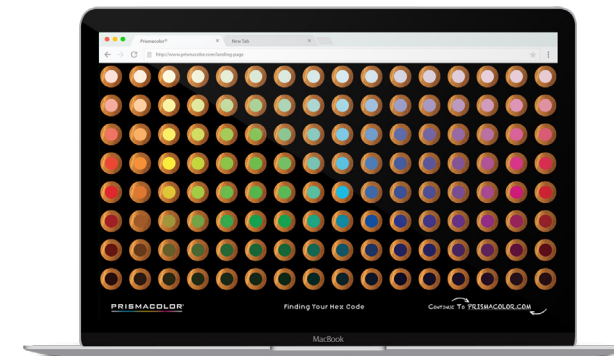 Prismacolor®
New Tab
http://www.prismacolor.com/landing-page
PRISMACOLOR
Finding Your Hex Code
CONTINUE TO PRISMACOLOR.COM
MacBook